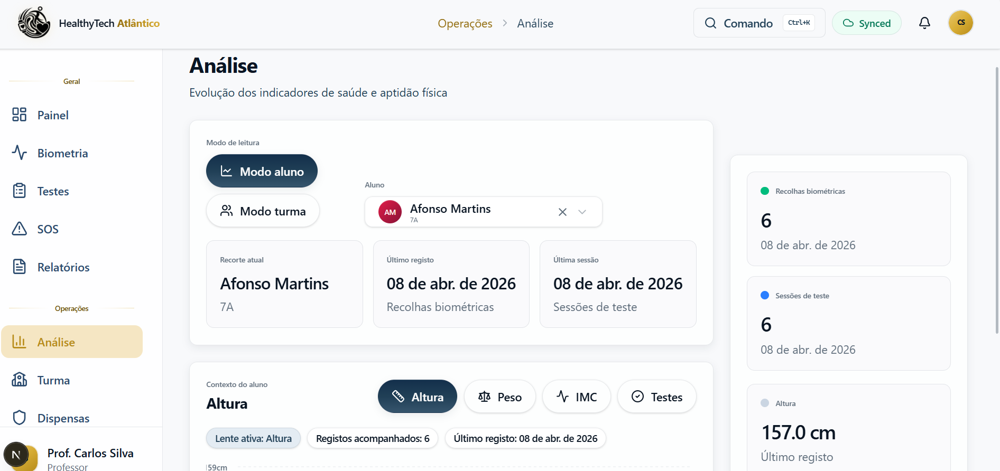 HealthyTech Atlântico
Operações > Análise
Comando Ctrl+K
Synced
CS
Geral
Painel
Biometria
Testes
SOS
Relatórios
Operações
Análise
Turma
Dispensas
N
Prof. Carlos Silva
Professor
Análise
Evolução dos indicadores de saúde e aptidão física
Modo de leitura
Modo aluno
Modo turma
Aluno
AM
Afonso Martins
7A
Recorte atual
Afonso Martins
7A
Último registo
08 de abr. de 2026
Recolhas biométricas
Última sessão
08 de abr. de 2026
Sessões de teste
Contexto do aluno
Altura
Altura
Peso
IMC
Testes
Lente ativa: Altura
Registos acompanhados: 6
Último registo: 08 de abr. de 2026
159cm
Recolhas biométricas
6
08 de abr. de 2026
Sessões de teste
6
08 de abr. de 2026
Altura
157.0 cm
Último registo